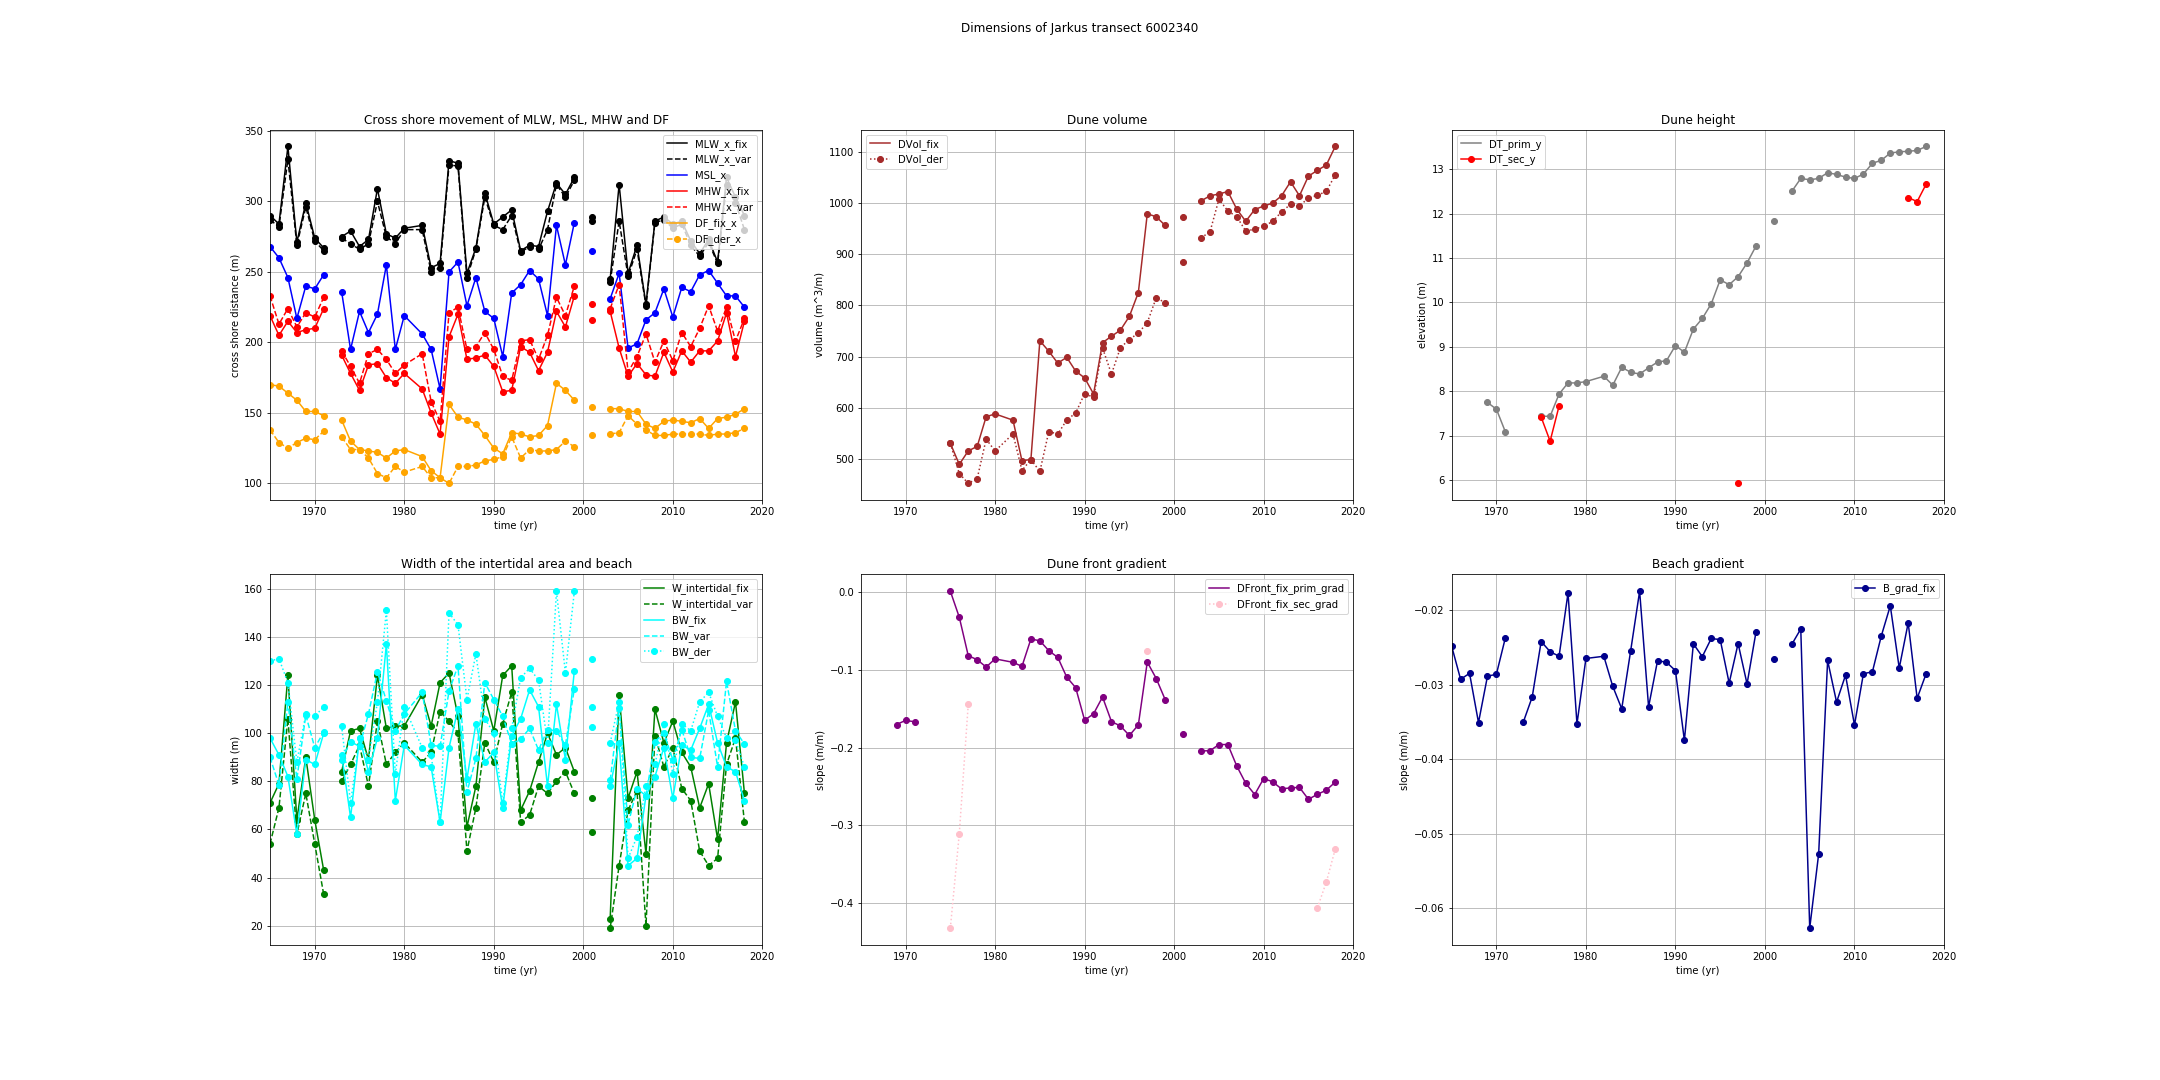 Dimensions of Jarkus transect 6002340
Cross shore movement of MLW, MSL, MHW and DF
cross shore distance (m)
350
300
250
200
150
100
MLW_x_fix
MLW_x_var
MSL_x
MHW_x_fix
MHW_x_var
DF_fix_x
DF_der_x
1970 1980 1990 2000 2010 2020
time (yr)
Dune volume
volume (m^3/m)
1100
1000
900
800
700
600
500
DVol_fix
DVol_der
1970 1980 1990 2000 2010 2020
time (yr)
Dune height
elevation (m)
13
12
11
10
9
8
7
6
DT_prim_y
DT_sec_y
1970 1980 1990 2000 2010 2020
time (yr)
Width of the intertidal area and beach
width (m)
160
140
120
100
80
60
40
20
W_intertidal_fix
W_intertidal_var
BW_fix
BW_var
BW_der
1970 1980 1990 2000 2010 2020
time (yr)
Dune front gradient
slope (m/m)
0.0
−0.1
−0.2
−0.3
−0.4
DFront_fix_prim_grad
DFront_fix_sec_grad
1970 1980 1990 2000 2010 2020
time (yr)
Beach gradient
slope (m/m)
−0.02
−0.03
−0.04
−0.05
−0.06
B_grad_fix
1970 1980 1990 2000 2010 2020
time (yr)